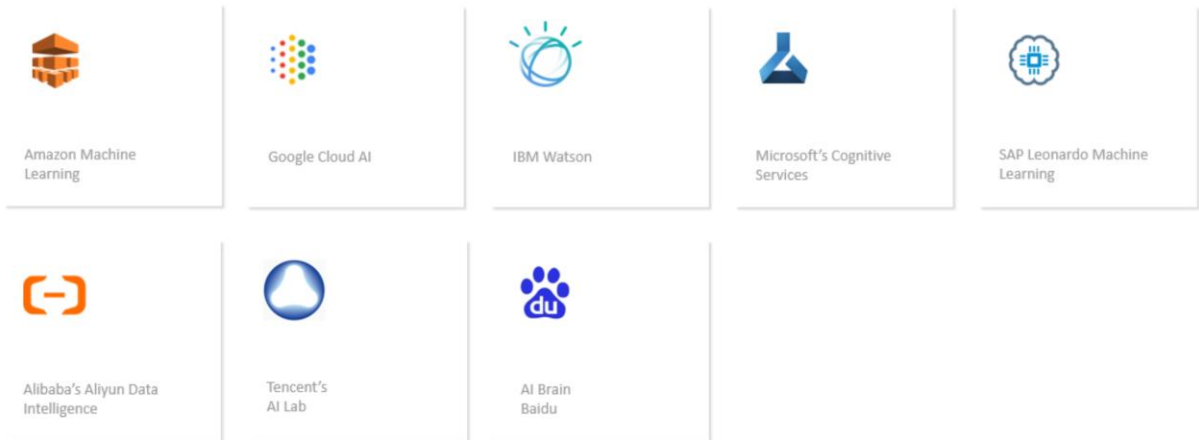 Amazon Machine
Learning
Google Cloud AI
IBM Watson
Microsoft's Cognitive
Services
SAP Leonardo Machine
Learning
Alibaba's Aliyun Data
Intelligence
Tencent's
AI Lab
du
AI Brain
Baidu